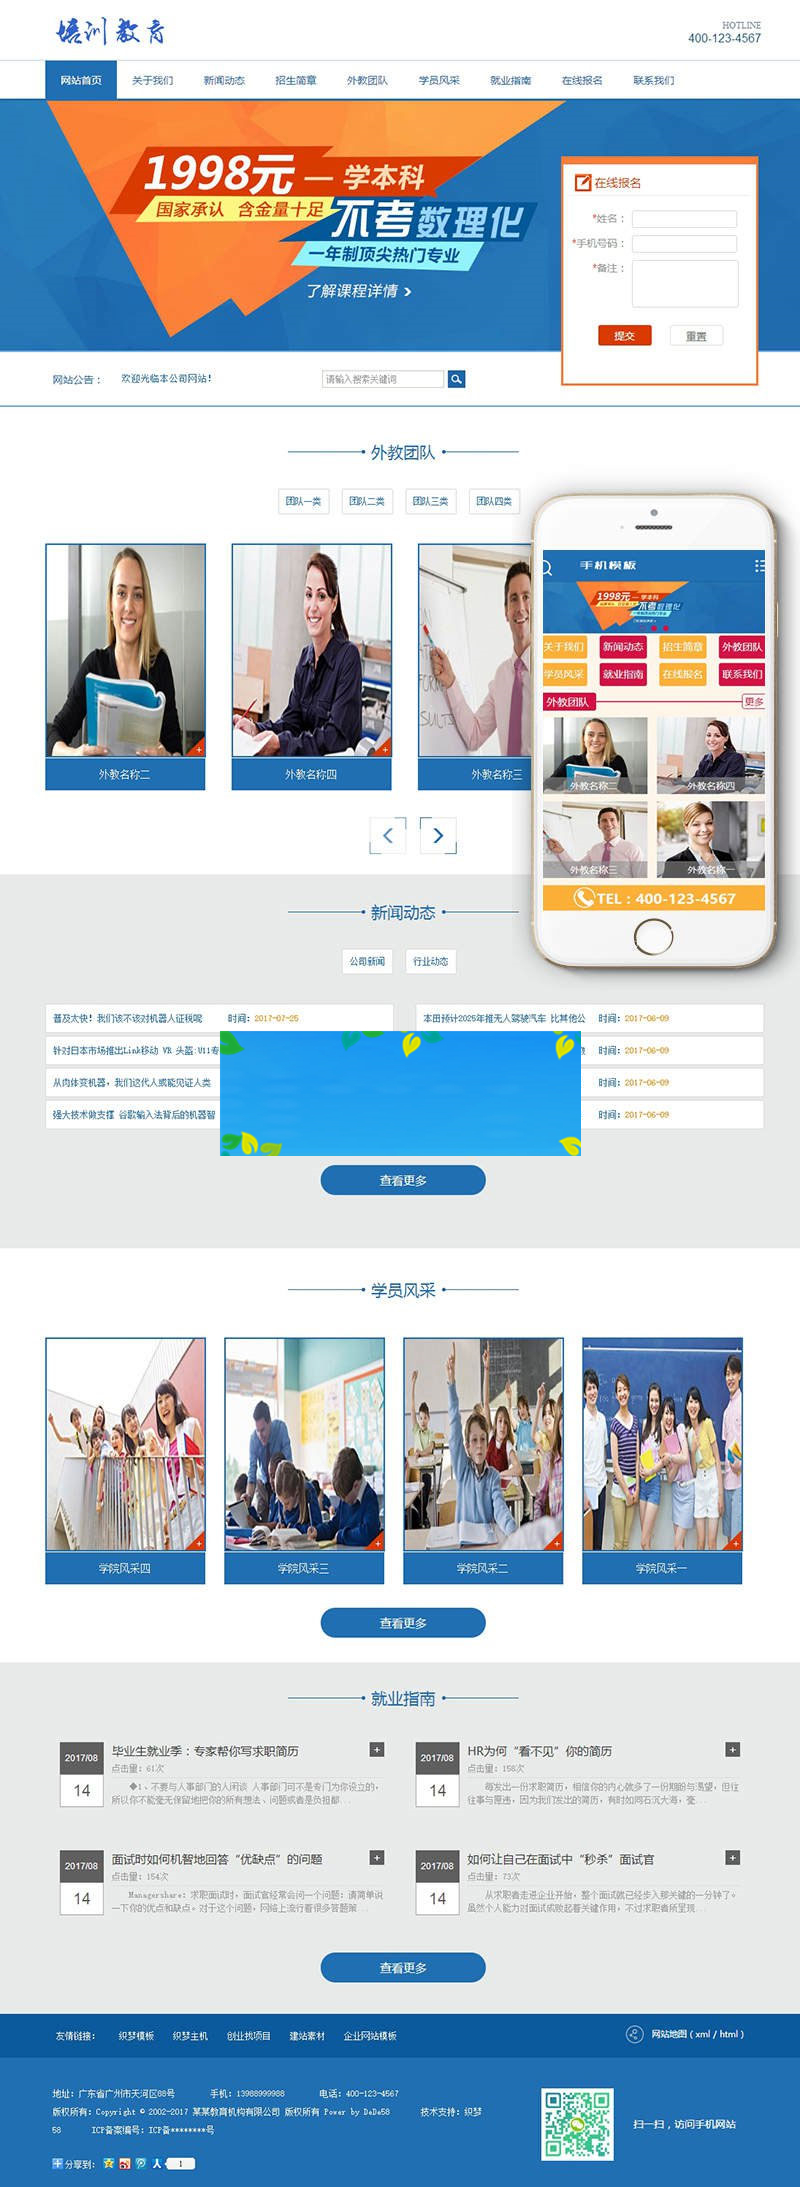 培训教育
HOTLINE
400-123-4567
网站首页 关于我们 新闻动态 招生简章 外教团队 学员风采 就业指南 在线报名 联系我们
1998元 — 学本科
国家承认 含金量十足 不考数理化
一年制顶尖热门专业
了解课程详情 >
在线报名
*姓名：
*手机号码：
*备注：
提交 重置
网站公告： 欢迎光临本公司网站！ 请输入搜索关键词
外教团队
团队一类 团队二类 团队三类 团队四类
外教名称二 外教名称四 外教名称三
手机模板
1998元 — 学本科
不考数理化
关于我们 新闻动态 招生简章 外教团队
学员风采 就业指南 在线报名 联系我们
外教团队 更多
外教名称二 外教名称四
外教名称三 外教名称一
TEL：400-123-4567
新闻动态
公司新闻 行业动态
普及太快！我们该不该对机器人征税呢 时间：2017-07-25
本田预计2025年推无人驾驶汽车 比其他公 时间：2017-06-09
针对日本市场推出Link移动 VR 头盔:U11专
时间：2017-06-09
从肉体变机器，我们这代人或能见证人类
时间：2017-06-09
强大技术做支撑 谷歌输入法背后的机器智
时间：2017-06-09
查看更多
学员风采
学院风采四 学院风采三 学院风采二 学院风采一
查看更多
就业指南
2017/08
14
毕业生就业季：专家帮你写求职简历
点击量：61次
◆1、不要与人事部门的人闲谈 人事部门可不是专门为你设立的，
所以你不能毫无保留地把你的所有想法、问题或者是负担都...
2017/08
14
HR为何“看不见”你的简历
点击量：158次
每发出一份求职简历，相信你的内心就多了一份期盼与渴望，但往
往事与愿违，因为我们发出的简历，有时如同石沉大海，毫...
2017/08
14
面试时如何机智地回答“优缺点”的问题
点击量：154次
Managershare：求职面试时，面试官经常会问一个问题：请简单说
一下你的优点和缺点。对于这个问题，网络上流行着很多答题策...
2017/08
14
如何让自己在面试中“秒杀”面试官
点击量：73次
从求职者走进企业开始，整个面试就已经步入那关键的一分钟了。
虽然个人能力对面试成败起着关键作用，不过求职者所呈现...
查看更多
友情链接： 织梦模板 织梦主机 创业找项目 建站素材 企业网站模板 网站地图 ( xml / html )
地址：广东省广州市天河区88号 手机：13988999988 电话：400-123-4567
版权所有：Copyright © 2002-2017 某某教育机构有限公司 版权所有 Power by DeDe58 技术支持：织梦
58 ICP备案编号：ICP备********号
分享到： 1
扫一扫，访问手机网站